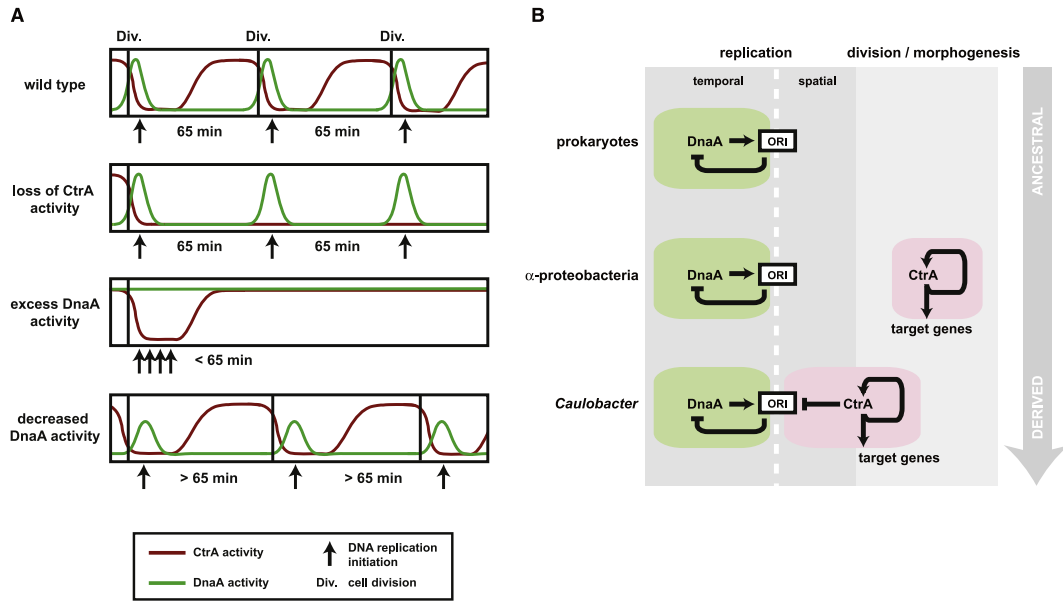 A
Div.
Div.
Div.
wild type
65 min
65 min
loss of CtrA
activity
65 min
65 min
excess DnaA
activity
< 65 min
decreased
DnaA activity
> 65 min
> 65 min
CtrA activity
DnaA activity
DNA replication
initiation
Div. cell division
B
replication
division / morphogenesis
temporal
spatial
prokaryotes
DnaA
ORI
α-proteobacteria
DnaA
ORI
CtrA
target genes
Caulobacter
DnaA
ORI
CtrA
target genes
ANCESTRAL
DERIVED